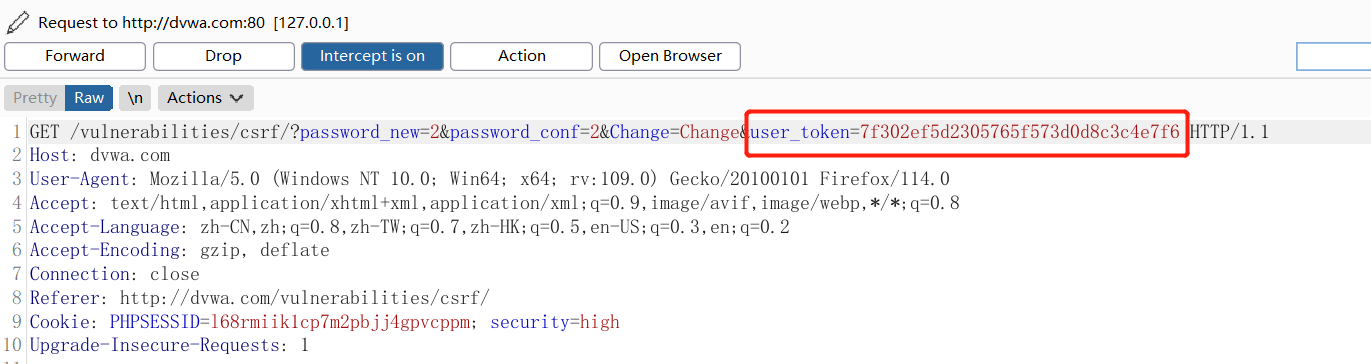 Request to http://dvwa.com:80 [127.0.0.1]
Forward Drop Intercept is on Action Open Browser
Pretty Raw \n Actions
1 GET /vulnerabilities/csrf/?password_new=2&password_conf=2&Change=Change&user_token=7f302ef5d2305765f573d0d8c3c4e7f6 HTTP/1.1
2 Host: dvwa.com
3 User-Agent: Mozilla/5.0 (Windows NT 10.0; Win64; x64; rv:109.0) Gecko/20100101 Firefox/114.0
4 Accept: text/html,application/xhtml+xml,application/xml;q=0.9,image/avif,image/webp,*/*;q=0.8
5 Accept-Language: zh-CN,zh;q=0.8,zh-TW;q=0.7,zh-HK;q=0.5,en-US;q=0.3,en;q=0.2
6 Accept-Encoding: gzip, deflate
7 Connection: close
8 Referer: http://dvwa.com/vulnerabilities/csrf/
9 Cookie: PHPSESSID=l68rmiik1cp7m2pbjj4gpvcppm; security=high
10 Upgrade-Insecure-Requests: 1